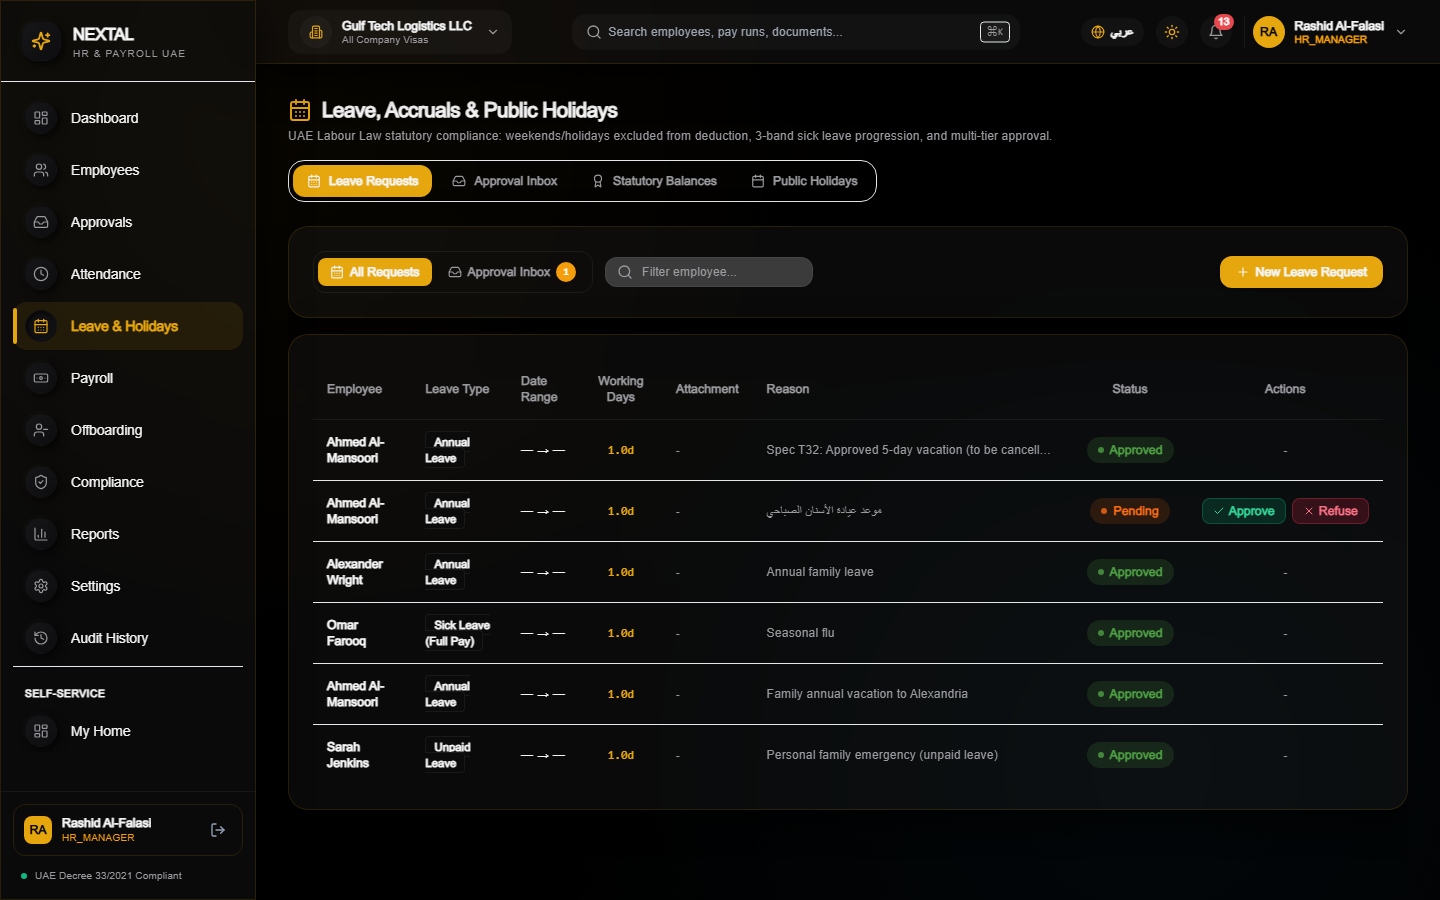 NEXTAL
HR & PAYROLL UAE
Gulf Tech Logistics LLC
All Company Visas
Search employees, pay runs, documents...
⌘K
عربي
13
RA
Rashid Al-Falasi
HR_MANAGER
Dashboard
Employees
Approvals
Attendance
Leave & Holidays
Payroll
Offboarding
Compliance
Reports
Settings
Audit History
SELF-SERVICE
My Home
RA
Rashid Al-Falasi
HR_MANAGER
UAE Decree 33/2021 Compliant
Leave, Accruals & Public Holidays
UAE Labour Law statutory compliance: weekends/holidays excluded from deduction, 3-band sick leave progression, and multi-tier approval.
Leave Requests Approval Inbox Statutory Balances Public Holidays
All Requests Approval Inbox 1 Filter employee... + New Leave Request
Employee Leave Type Date Range Working Days Attachment Reason Status Actions
Ahmed Al-Mansoori Annual Leave — → — 1.0d - Spec T32: Approved 5-day vacation (to be cancell... Approved -
Ahmed Al-Mansoori Annual Leave — → — 1.0d - موعد عيادة الأسنان الصباحي Pending Approve Refuse
Alexander Wright Annual Leave — → — 1.0d - Annual family leave Approved -
Omar Farooq Sick Leave (Full Pay) — → — 1.0d - Seasonal flu Approved -
Ahmed Al-Mansoori Annual Leave — → — 1.0d - Family annual vacation to Alexandria Approved -
Sarah Jenkins Unpaid Leave — → — 1.0d - Personal family emergency (unpaid leave) Approved -